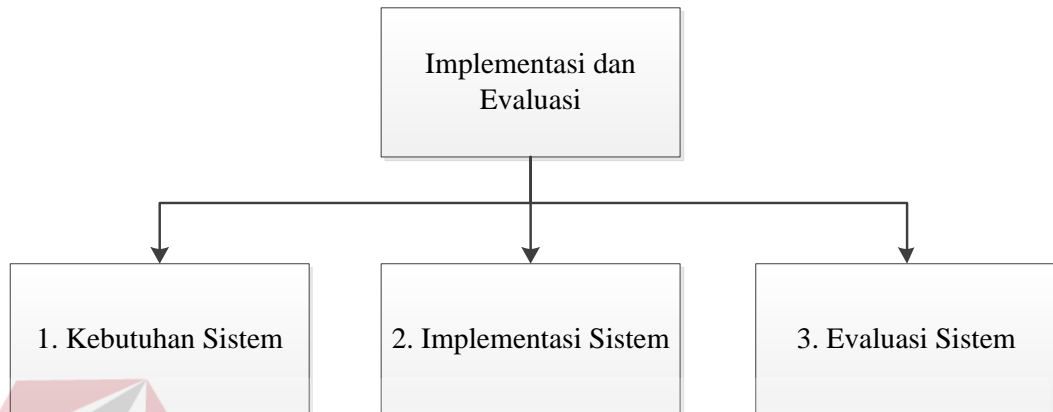 Implementasi dan
Evaluasi
1. Kebutuhan Sistem
2. Implementasi Sistem
3. Evaluasi Sistem